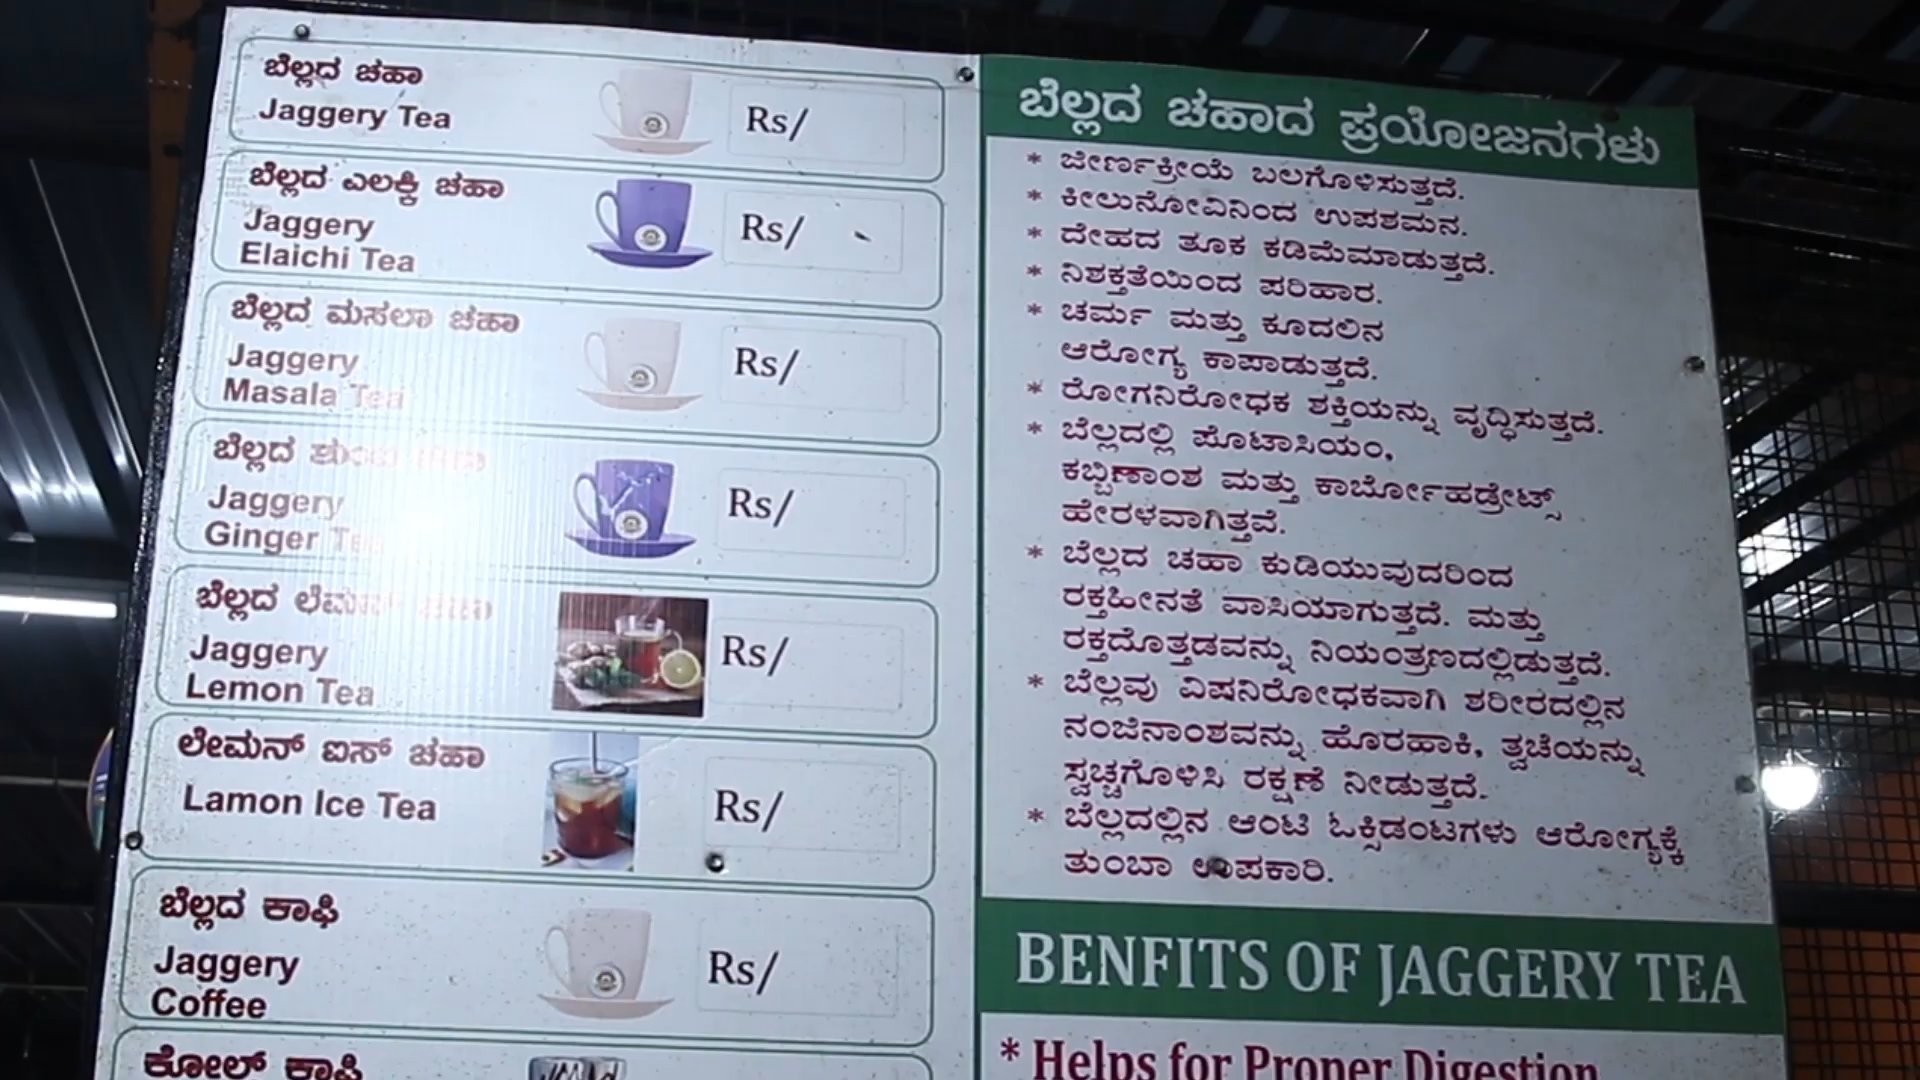 ಬೆಲ್ಲದ ಚಹಾ
Jaggery Tea
Rs/
ಬೆಲ್ಲದ ಎಲಕ್ಕಿ ಚಹಾ
Jaggery
Elaichi Tea
Rs/
ಬೆಲ್ಲದ ಮಸಲಾ ಚಹಾ
Jaggery
Masala Tea
Rs/
ಬೆಲ್ಲದ
Jaggery
Ginger Tea
Rs/
ಬೆಲ್ಲದ
Jaggery
Lemon Tea
Rs/
ಲೇಮನ್ ಐಸ್ ಚಹಾ
Lamon Ice Tea
Rs/
ಬೆಲ್ಲದ ಕಾಫಿ
Jaggery
Coffee
Rs/
ಕೋಲ್ಡ್ ಕಾಫಿ
ಬೆಲ್ಲದ ಚಹಾದ ಪ್ರಯೋಜನಗಳು
* ಜೀರ್ಣಕ್ರೀಯೆ ಬಲಗೊಳಿಸುತ್ತದೆ.
* ಕೀಲುನೋವಿನಿಂದ ಉಪಶಮನ.
* ದೇಹದ ತೂಕ ಕಡಿಮೆಮಾಡುತ್ತದೆ.
* ನಿಶಕ್ತತೆಯಿಂದ ಪರಿಹಾರ.
* ಚರ್ಮ ಮತ್ತು ಕೂದಲಿನ
ಆರೋಗ್ಯ ಕಾಪಾಡುತ್ತದೆ.
* ರೋಗನಿರೋಧಕ ಶಕ್ತಿಯನ್ನು ವೃದ್ಧಿಸುತ್ತದೆ.
* ಬೆಲ್ಲದಲ್ಲಿ ಪೊಟಾಸಿಯಂ,
ಕಬ್ಬಿಣಾಂಶ ಮತ್ತು ಕಾರ್ಬೋಹಡ್ರೇಟ್ಸ್
ಹೇರಳವಾಗಿತ್ತವೆ.
* ಬೆಲ್ಲದ ಚಹಾ ಕುಡಿಯುವುದರಿಂದ
ರಕ್ತಹೀನತೆ ವಾಸಿಯಾಗುತ್ತದೆ. ಮತ್ತು
ರಕ್ತದೊತ್ತಡವನ್ನು ನಿಯಂತ್ರಣದಲ್ಲಿಡುತ್ತದೆ.
* ಬೆಲ್ಲವು ವಿಷನಿರೋಧಕವಾಗಿ ಶರೀರದಲ್ಲಿನ
ನಂಜಿನಾಂಶವನ್ನು ಹೊರಹಾಕಿ, ತ್ವಚೆಯನ್ನು
ಸ್ವಚ್ಚಗೊಳಿಸಿ ರಕ್ಷಣೆ ನೀಡುತ್ತದೆ.
* ಬೆಲ್ಲದಲ್ಲಿನ ಆಂಟಿ ಓಕ್ಸಿಡಂಟಗಳು ಆರೋಗ್ಯಕ್ಕೆ
ತುಂಬಾ ಉಪಕಾರಿ.
BENFITS OF JAGGERY TEA
* Helps for Proper Digestion